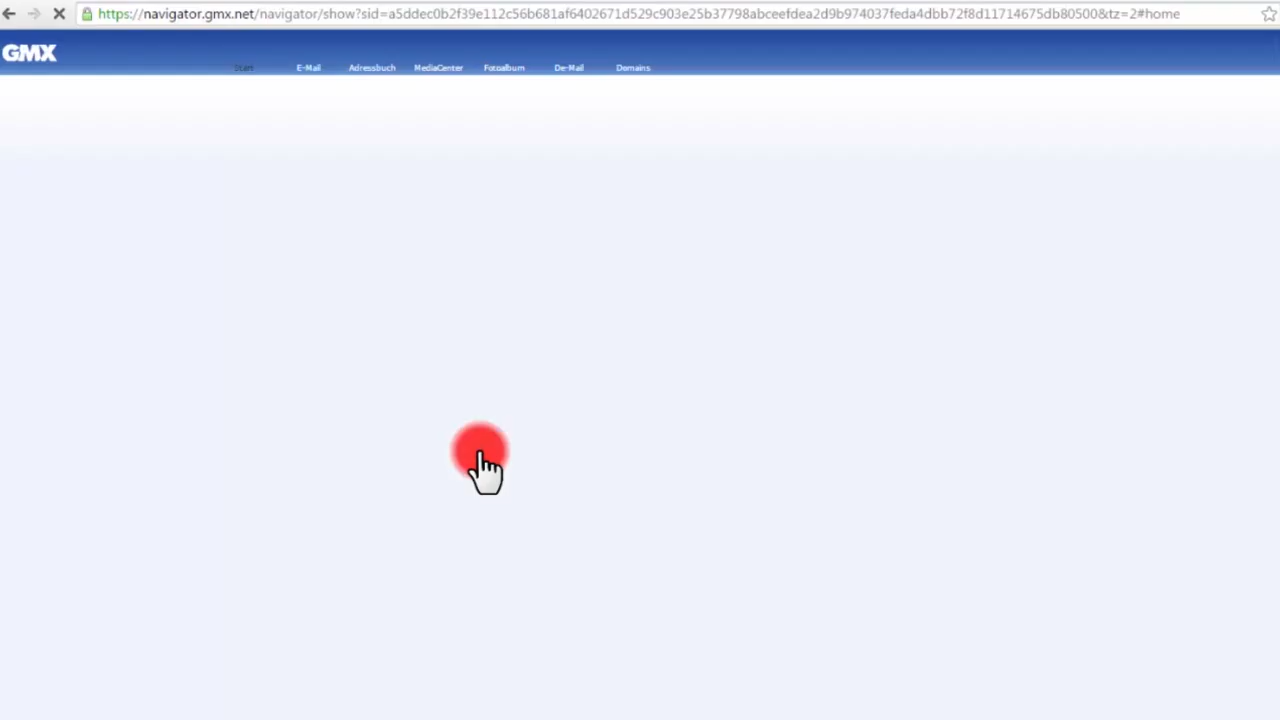 https://navigator.gmx.net/navigator/show?sid=a5ddec0b2f39e112c56b681af6402671d529c903e25b37798abceefdea2d9b974037feda4dbb72f8d11714675db80500&tz=2#home
GMX
Start E-Mail Adressbuch MediaCenter Fotoalbum De-Mail Domains